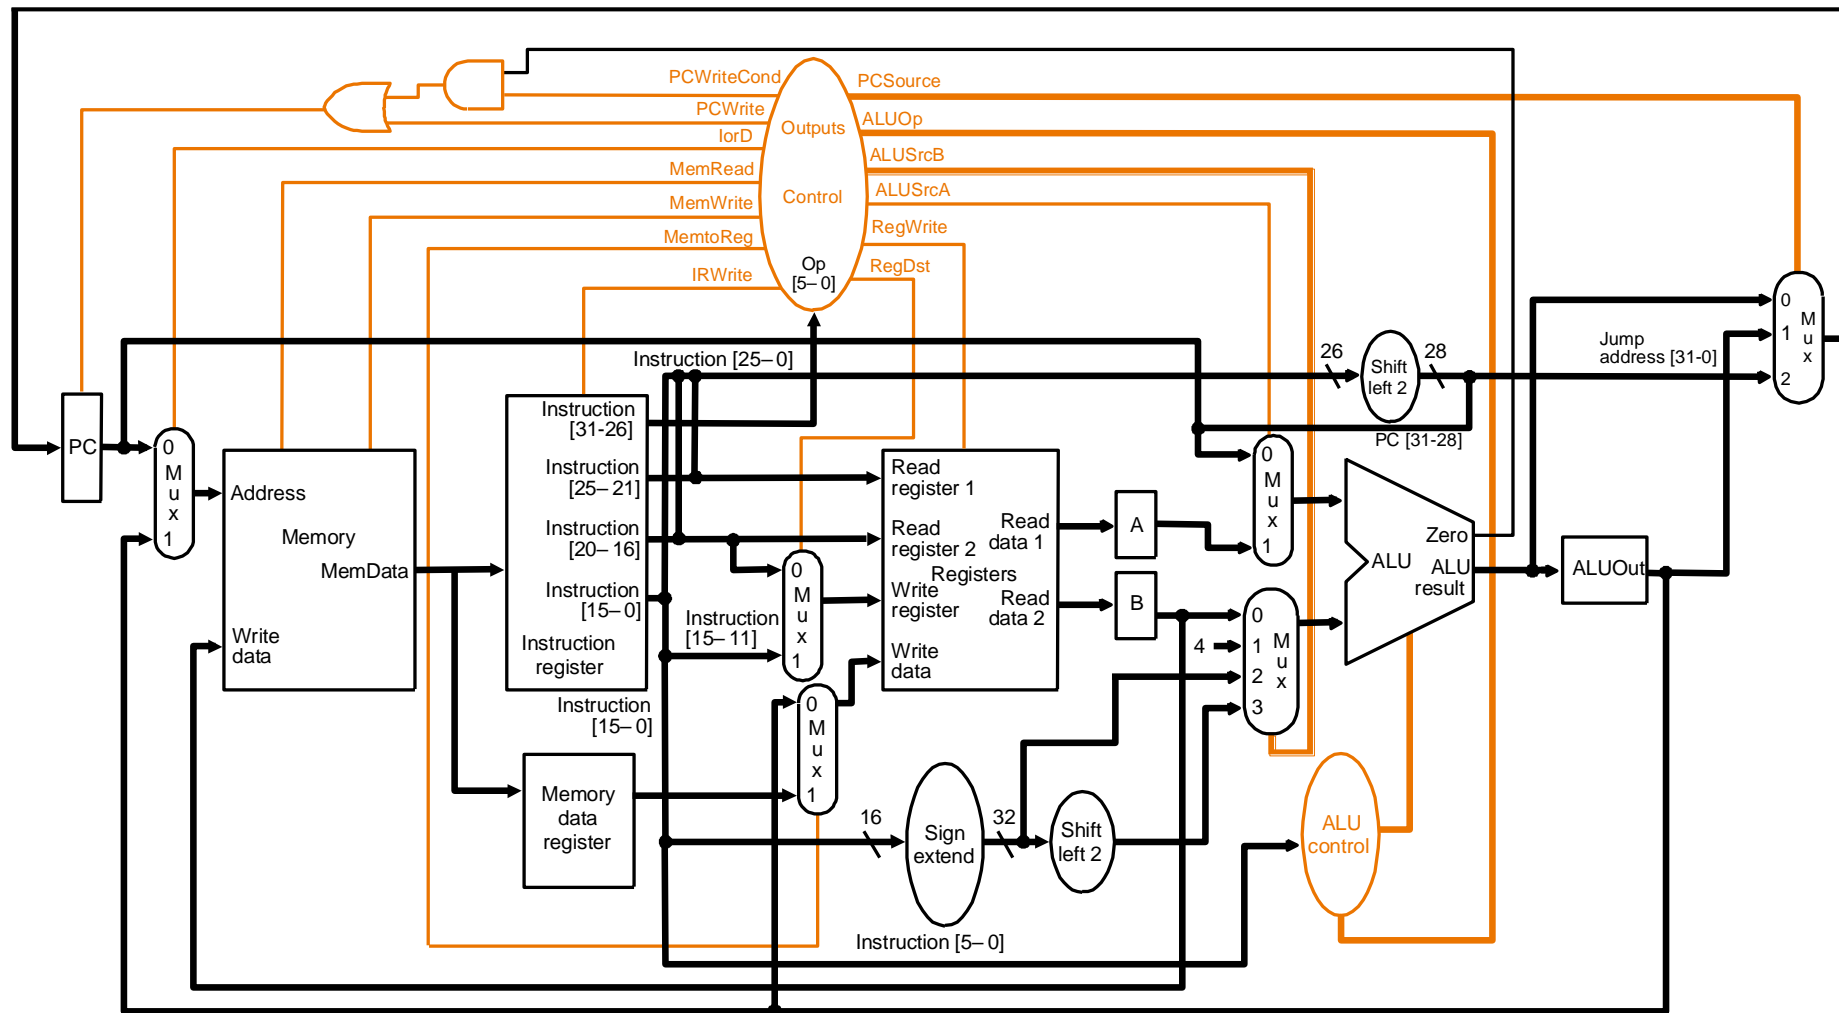 PCWriteCond
PCWrite
IorD
MemRead
MemWrite
MemtoReg
IRWrite
Outputs
Control
Op
[5–0]
PCSource
ALUOp
ALUSrcB
ALUSrcA
RegWrite
RegDst
Instruction [25–0]
26
Shift
left 2
28
Jump
address [31-0]
PC [31-28]
0
1
2
M
u
x
PC
0
M
u
x
1
Address
Memory
MemData
Write
data
Instruction
[31-26]
Instruction
[25–21]
Instruction
[20–16]
Instruction
[15–0]
Instruction
register
Instruction
[15–11]
Instruction
[15–0]
0
M
u
x
1
0
M
u
x
1
Memory
data
register
Read
register 1
Read
register 2
Registers
Write
register
Write
data
Read
data 1
Read
data 2
A
B
4
0
M
u
x
1
0
1
2
3
M
u
x
Zero
ALU
ALU
result
ALUOut
16
Sign
extend
32
Shift
left 2
ALU
control
Instruction [5–0]